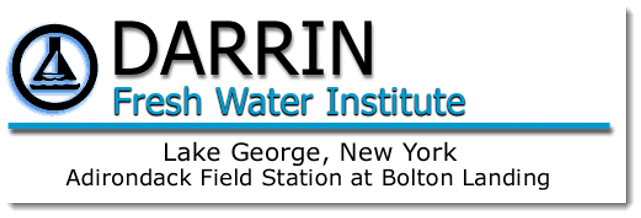 DARRIN
Fresh Water Institute
Lake George, New York
Adirondack Field Station at Bolton Landing